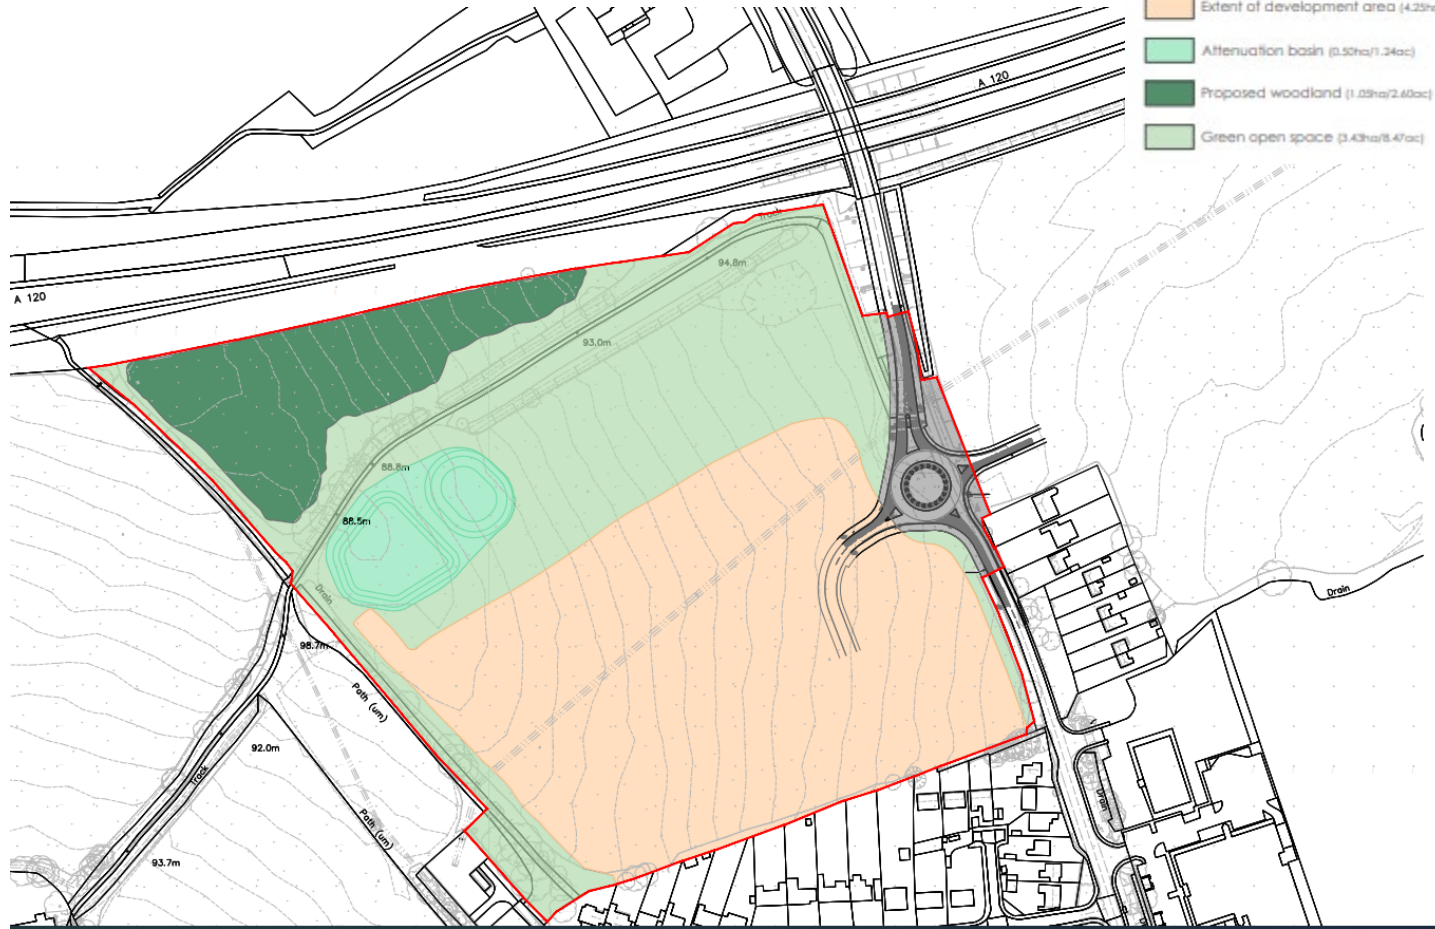 Extent of development area (4.25ha
Attenuation basin (0.50ha/1.24ac)
Proposed woodland (1.05ha/2.60ac)
Green open space (3.43ha/8.47ac)
A 120
Track
94.8m
A 120
93.0m
88.8m
88.5m
Drain
Drain
98.7m
Path (um)
92.0m
Track
Drain
Path (um)
93.7m